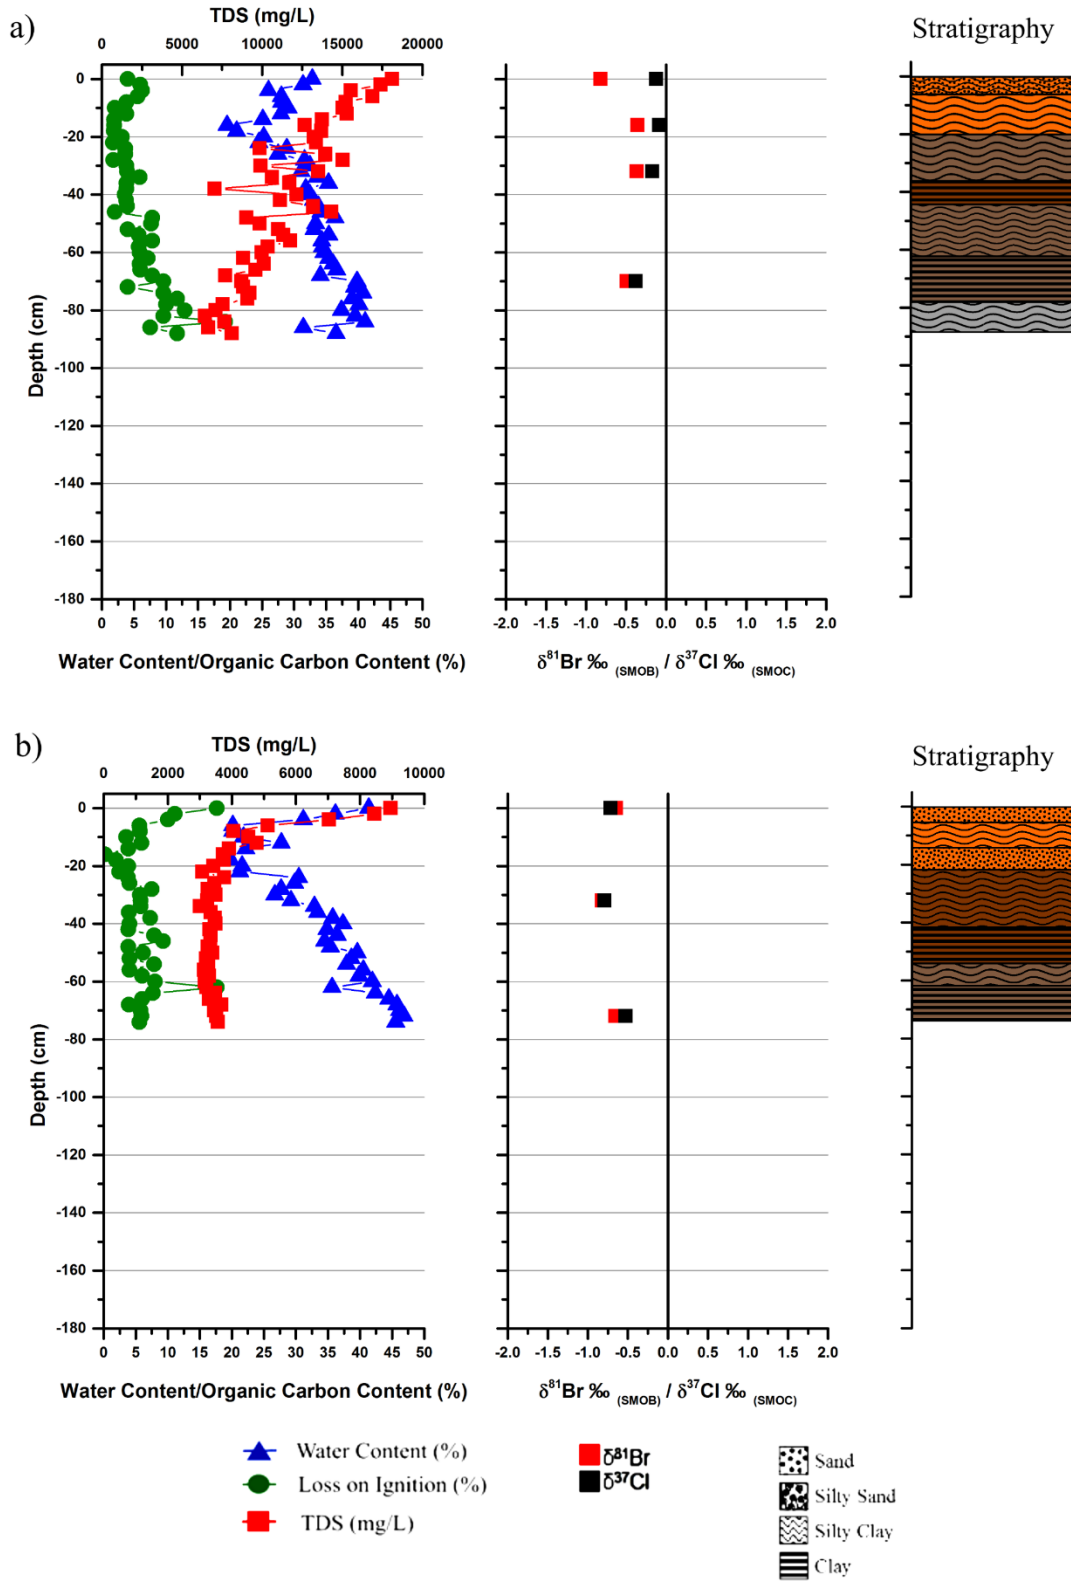 a)
TDS (mg/L)
0 5000 10000 15000 20000
Stratigraphy
0
-20
-40
-60
-80
-100
-120
-140
-160
-180
Depth (cm)
0 5 10 15 20 25 30 35 40 45 50
-2.0 -1.5 -1.0 -0.5 0.0 0.5 1.0 1.5 2.0
Water Content/Organic Carbon Content (%)
δ81Br ‰ (SMOB) / δ37Cl ‰ (SMOC)
b)
TDS (mg/L)
0 2000 4000 6000 8000 10000
Stratigraphy
0
-20
-40
-60
-80
-100
-120
-140
-160
-180
Depth (cm)
0 5 10 15 20 25 30 35 40 45 50
-2.0 -1.5 -1.0 -0.5 0.0 0.5 1.0 1.5 2.0
Water Content/Organic Carbon Content (%)
δ81Br ‰ (SMOB) / δ37Cl ‰ (SMOC)
Water Content (%)
Loss on Ignition (%)
TDS (mg/L)
δ81Br
δ37Cl
Sand
Silty Sand
Silty Clay
Clay